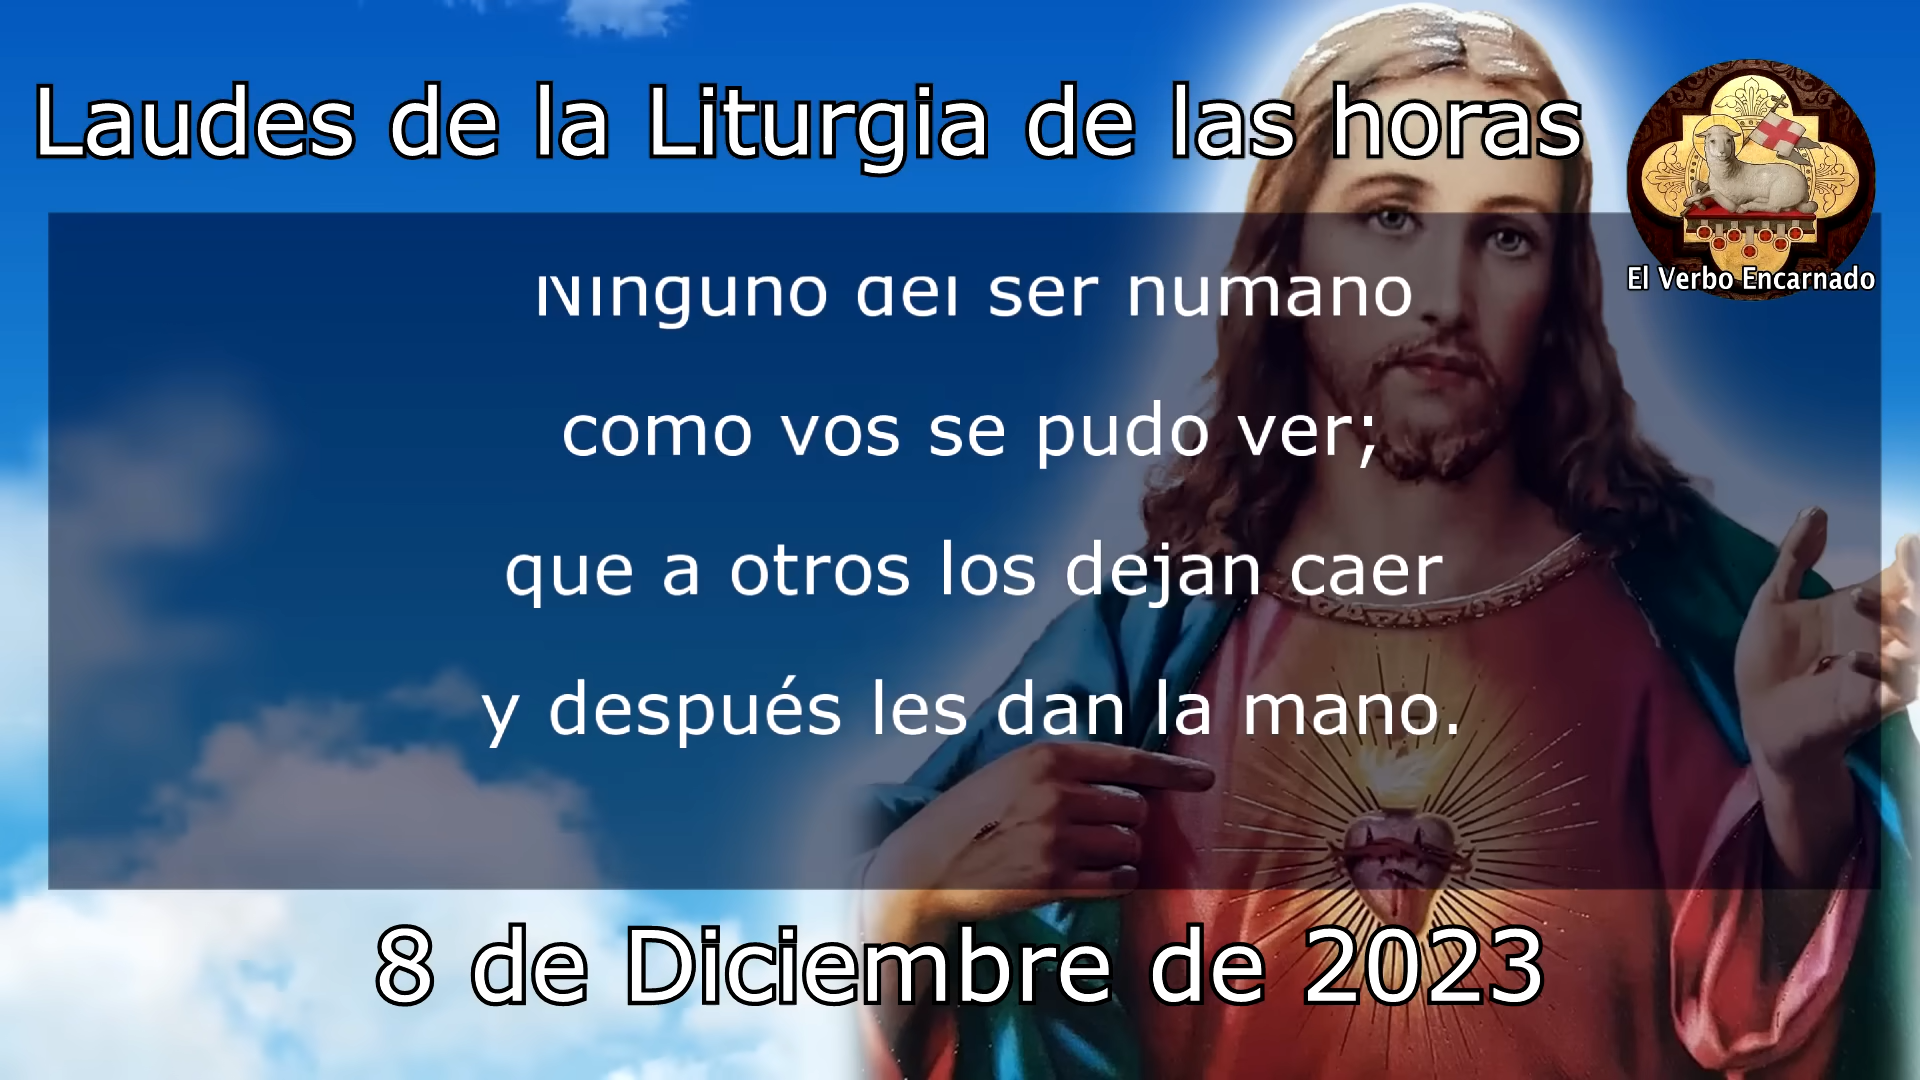 Laudes de la Liturgia de las horas
El Verbo Encarnado
Ninguno del ser humano
como vos se pudo ver;
que a otros los dejan caer
y después les dan la mano.
8 de Diciembre de 2023